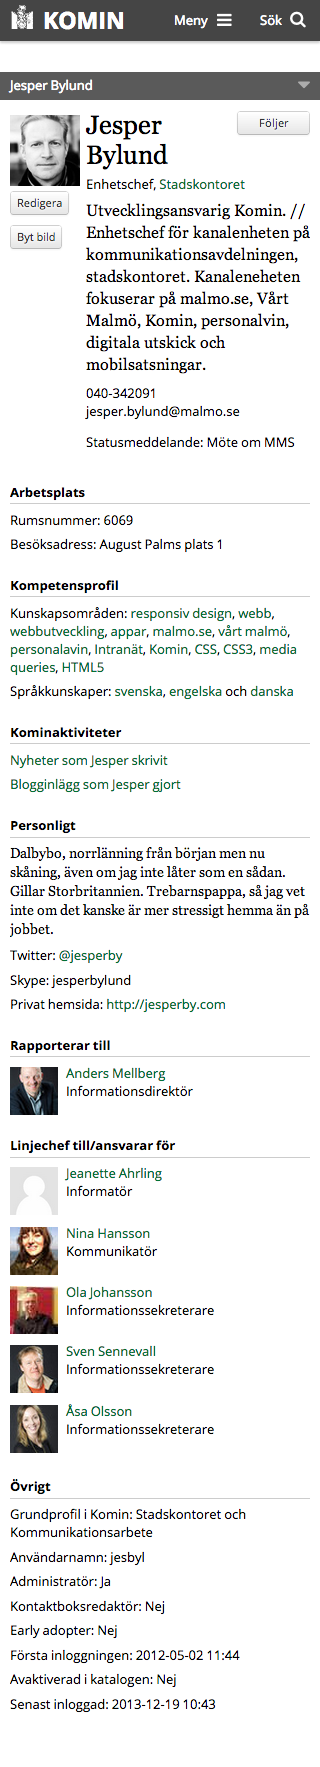 KOMIN Meny Sök
Jesper Bylund
Jesper
Bylund
Följer
Redigera
Byt bild
Enhetschef, Stadskontoret
Utvecklingsansvarig Komin. //
Enhetschef för kanalenheten på
kommunikationsavdelningen,
stadskontoret. Kanaleneheten
fokuserar på malmo.se, Vårt
Malmö, Komin, personalvin,
digitala utskick och
mobilsatsningar.
040-342091
jesper.bylund@malmo.se
Statusmeddelande: Möte om MMS
Arbetsplats
Rumsnummer: 6069
Besöksadress: August Palms plats 1
Kompetensprofil
Kunskapsområden: responsiv design, webb,
webbutveckling, appar, malmo.se, vårt malmö,
personalavin, Intranät, Komin, CSS, CSS3, media
queries, HTML5
Språkkunskaper: svenska, engelska och danska
Kominaktiviteter
Nyheter som Jesper skrivit
Blogginlägg som Jesper gjort
Personligt
Dalbybo, norrlänning från början men nu
skåning, även om jag inte låter som en sådan.
Gillar Storbritannien. Trebarnspappa, så jag vet
inte om det kanske är mer stressigt hemma än på
jobbet.
Twitter: @jesperby
Skype: jesperbylund
Privat hemsida: http://jesperby.com
Rapporterar till
Anders Mellberg
Informationsdirektör
Linjechef till/ansvarar för
Jeanette Ahrling
Informatör
Nina Hansson
Kommunikatör
Ola Johansson
Informationssekreterare
Sven Sennevall
Informationssekreterare
Åsa Olsson
Informationssekreterare
Övrigt
Grundprofil i Komin: Stadskontoret och
Kommunikationsarbete
Användarnamn: jesbyl
Administratör: Ja
Kontaktboksredaktör: Nej
Early adopter: Nej
Första inloggningen: 2012-05-02 11:44
Avaktiverad i katalogen: Nej
Senast inloggad: 2013-12-19 10:43